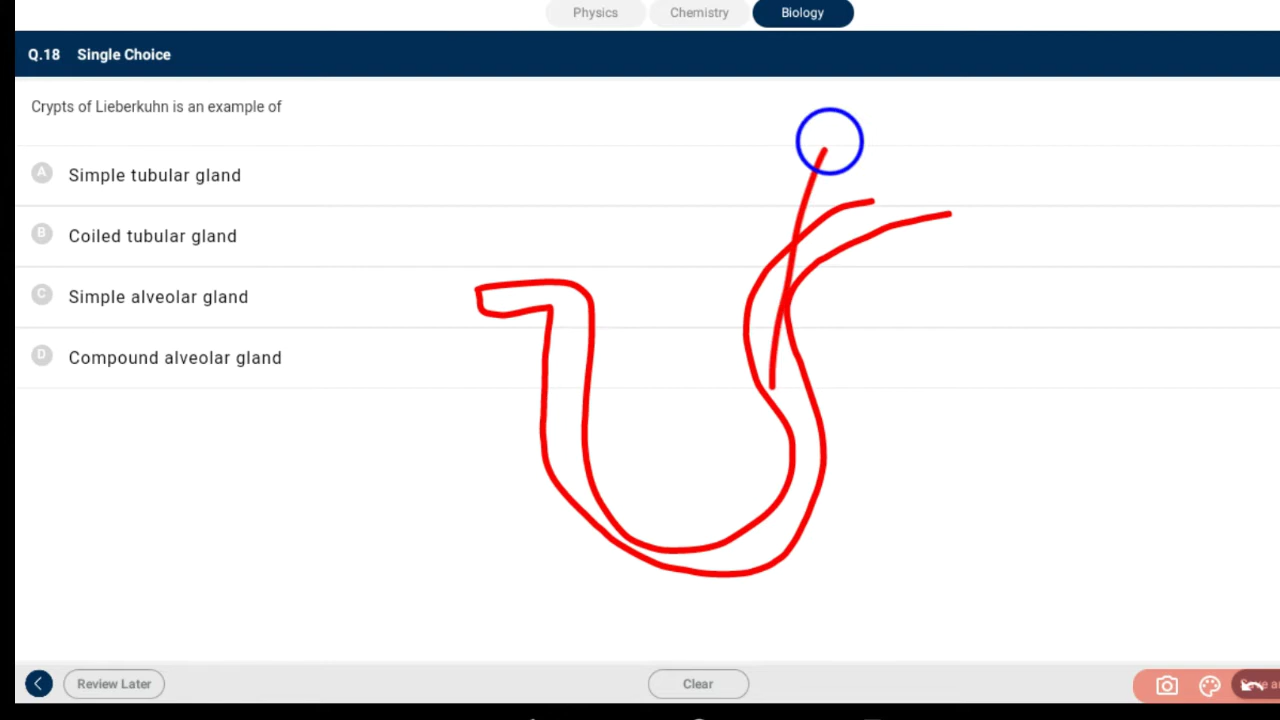 Physics Chemistry Biology
Q.18 Single Choice
Crypts of Lieberkuhn is an example of
A Simple tubular gland
B Coiled tubular gland
C Simple alveolar gland
D Compound alveolar gland
Review Later Clear